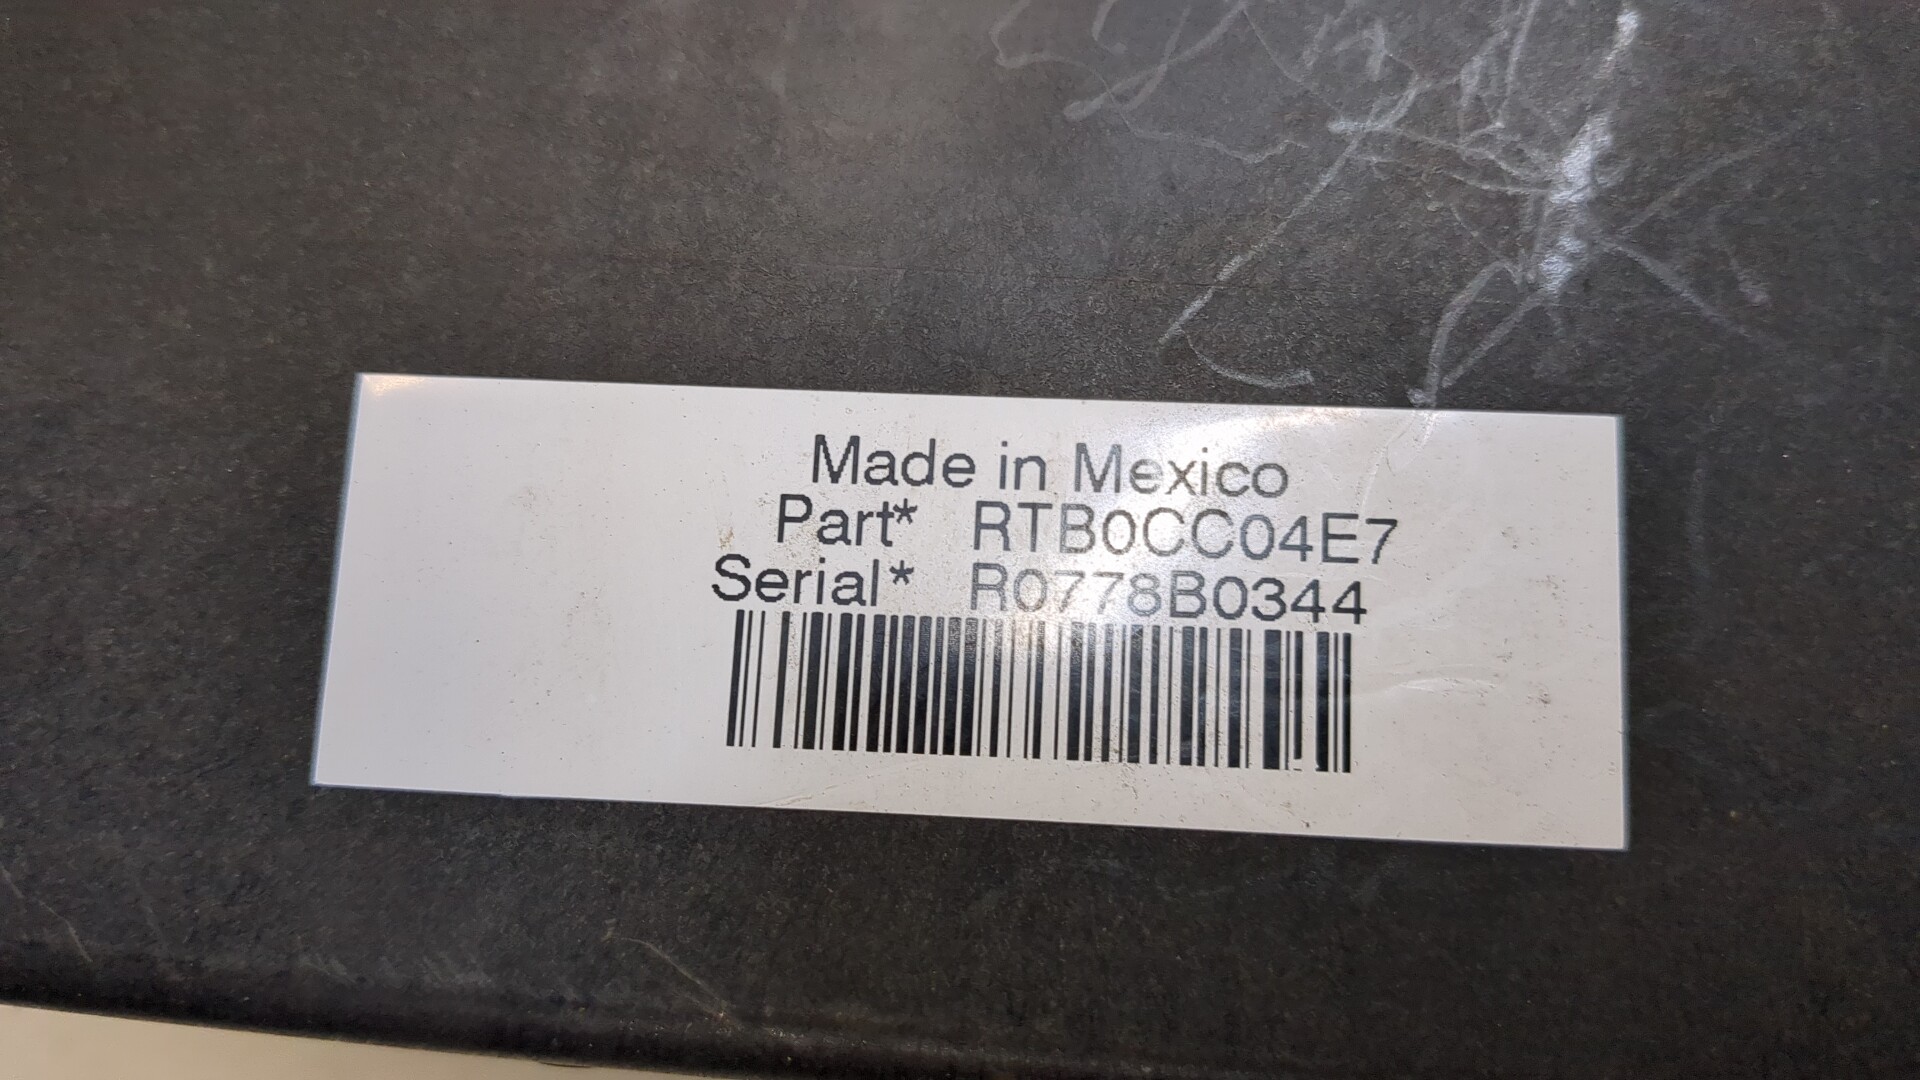 Made in Mexico
Part* RTB0CC04E7
Serial* R0778B0344